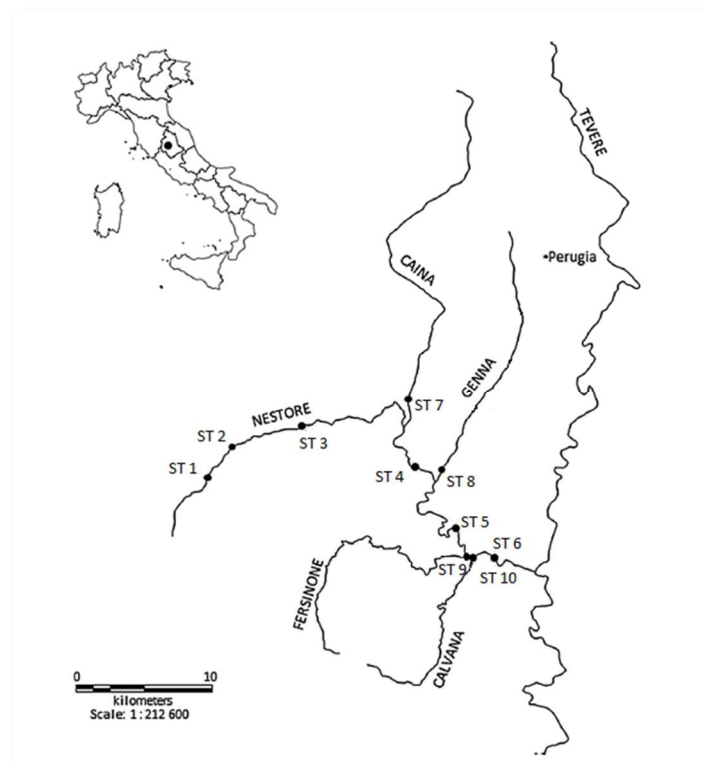 TEVERE
Perugia
CAINA
GENNA
ST 7
NESTORE
ST 2
ST 3
ST 1
ST 4
ST 8
ST 5
ST 6
ST 9
ST 10
FERSINONE
CALVANA
0 10
kilometers
Scale: 1 : 212 600